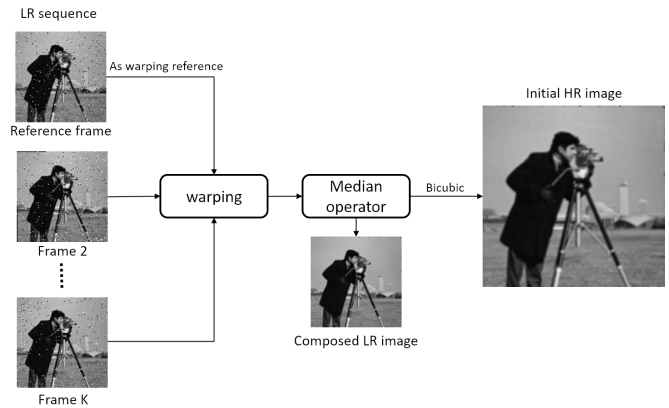 LR sequence
As warping reference
Reference frame
Frame 2
Frame K
warping
Median
operator
Bicubic
Composed LR image
Initial HR image